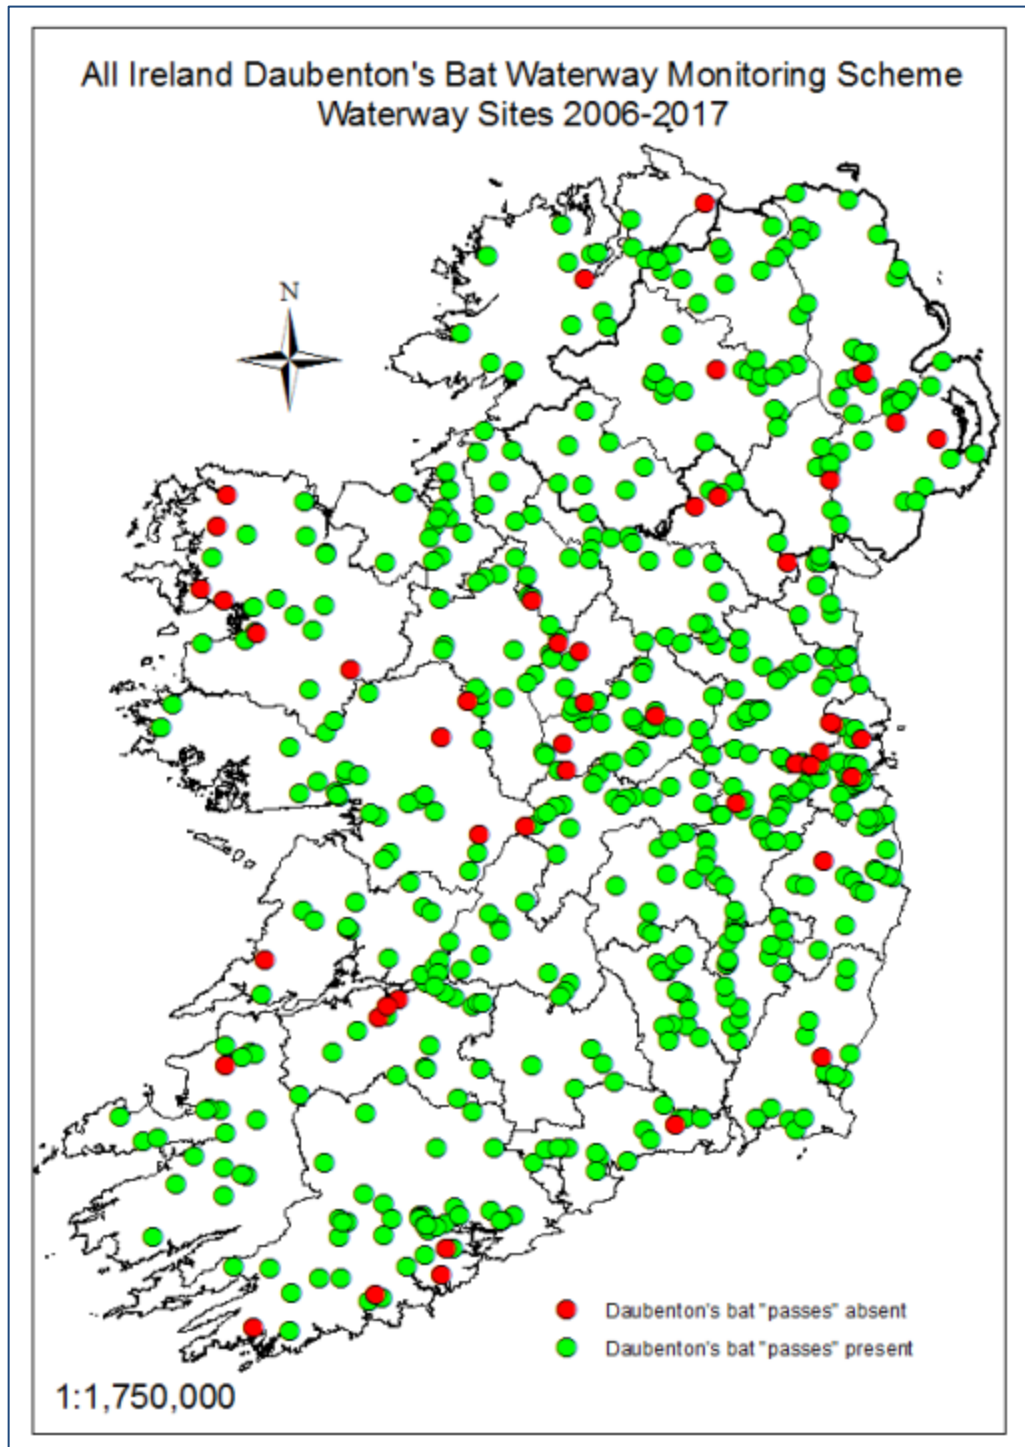 All Ireland Daubenton's Bat Waterway Monitoring Scheme
Waterway Sites 2006-2017
N
Daubenton's bat "passes" absent
Daubenton's bat "passes" present
1:1,750,000